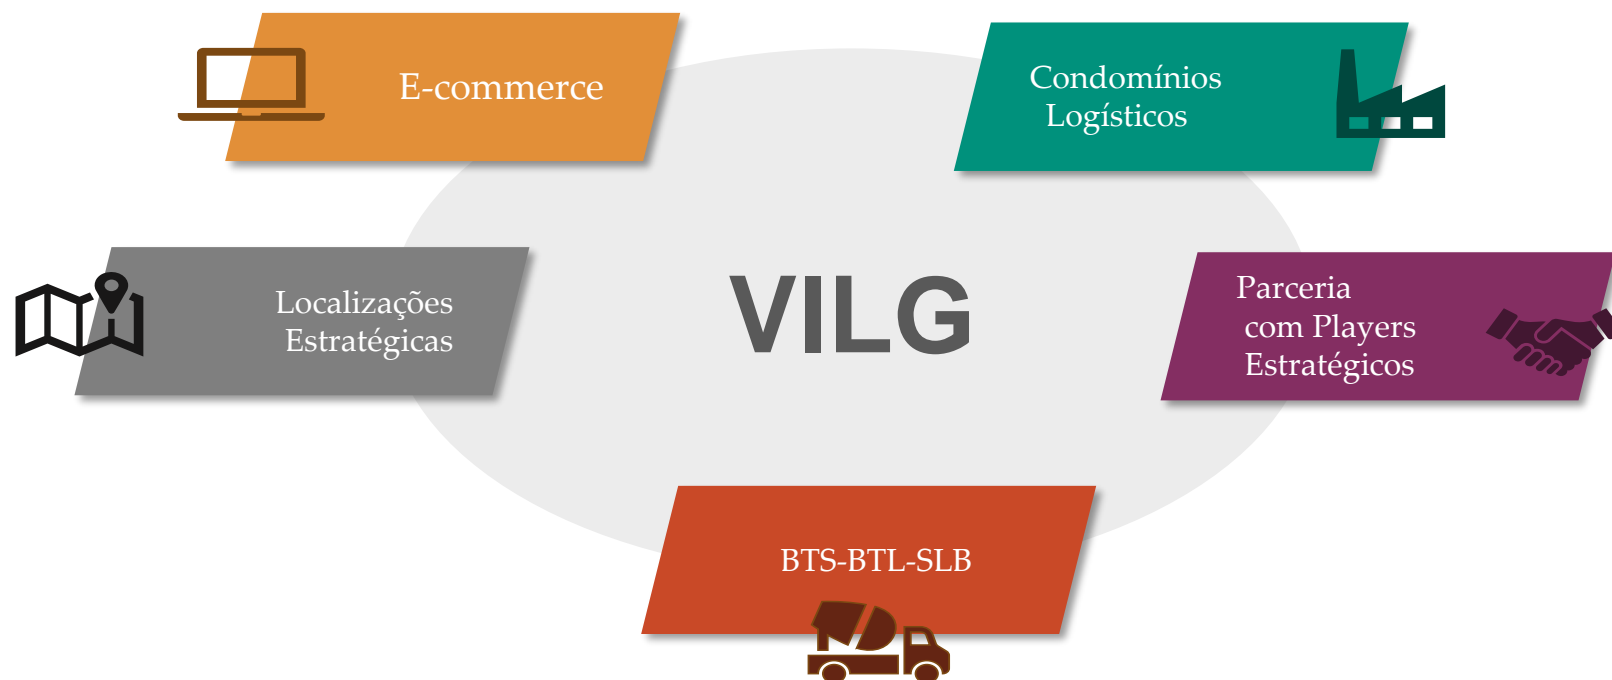 E-commerce
Condomínios
Logísticos
Localizações
Estratégicas
VILG
Parceria
com Players
Estratégicos
BTS-BTL-SLB